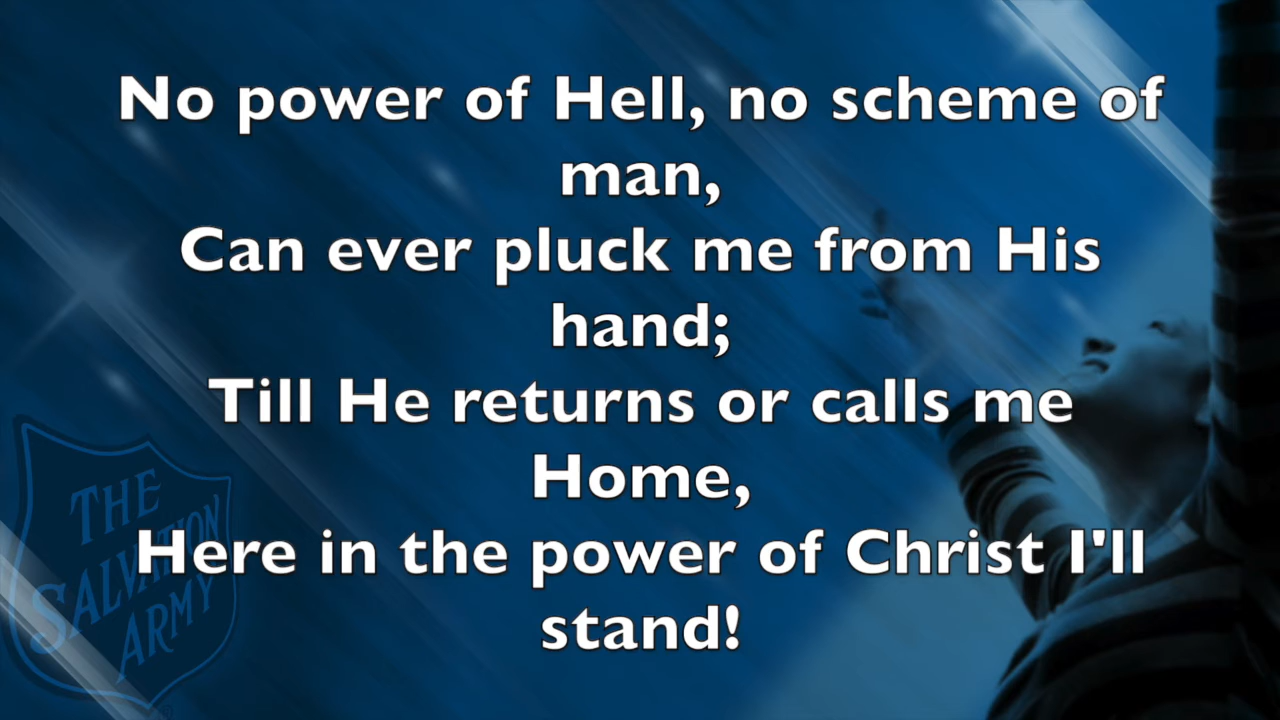 No power of Hell, no scheme of
man,
Can ever pluck me from His
hand;
Till He returns or calls me
Home,
Here in the power of Christ I'll
stand!
THE
SALVATION
ARMY